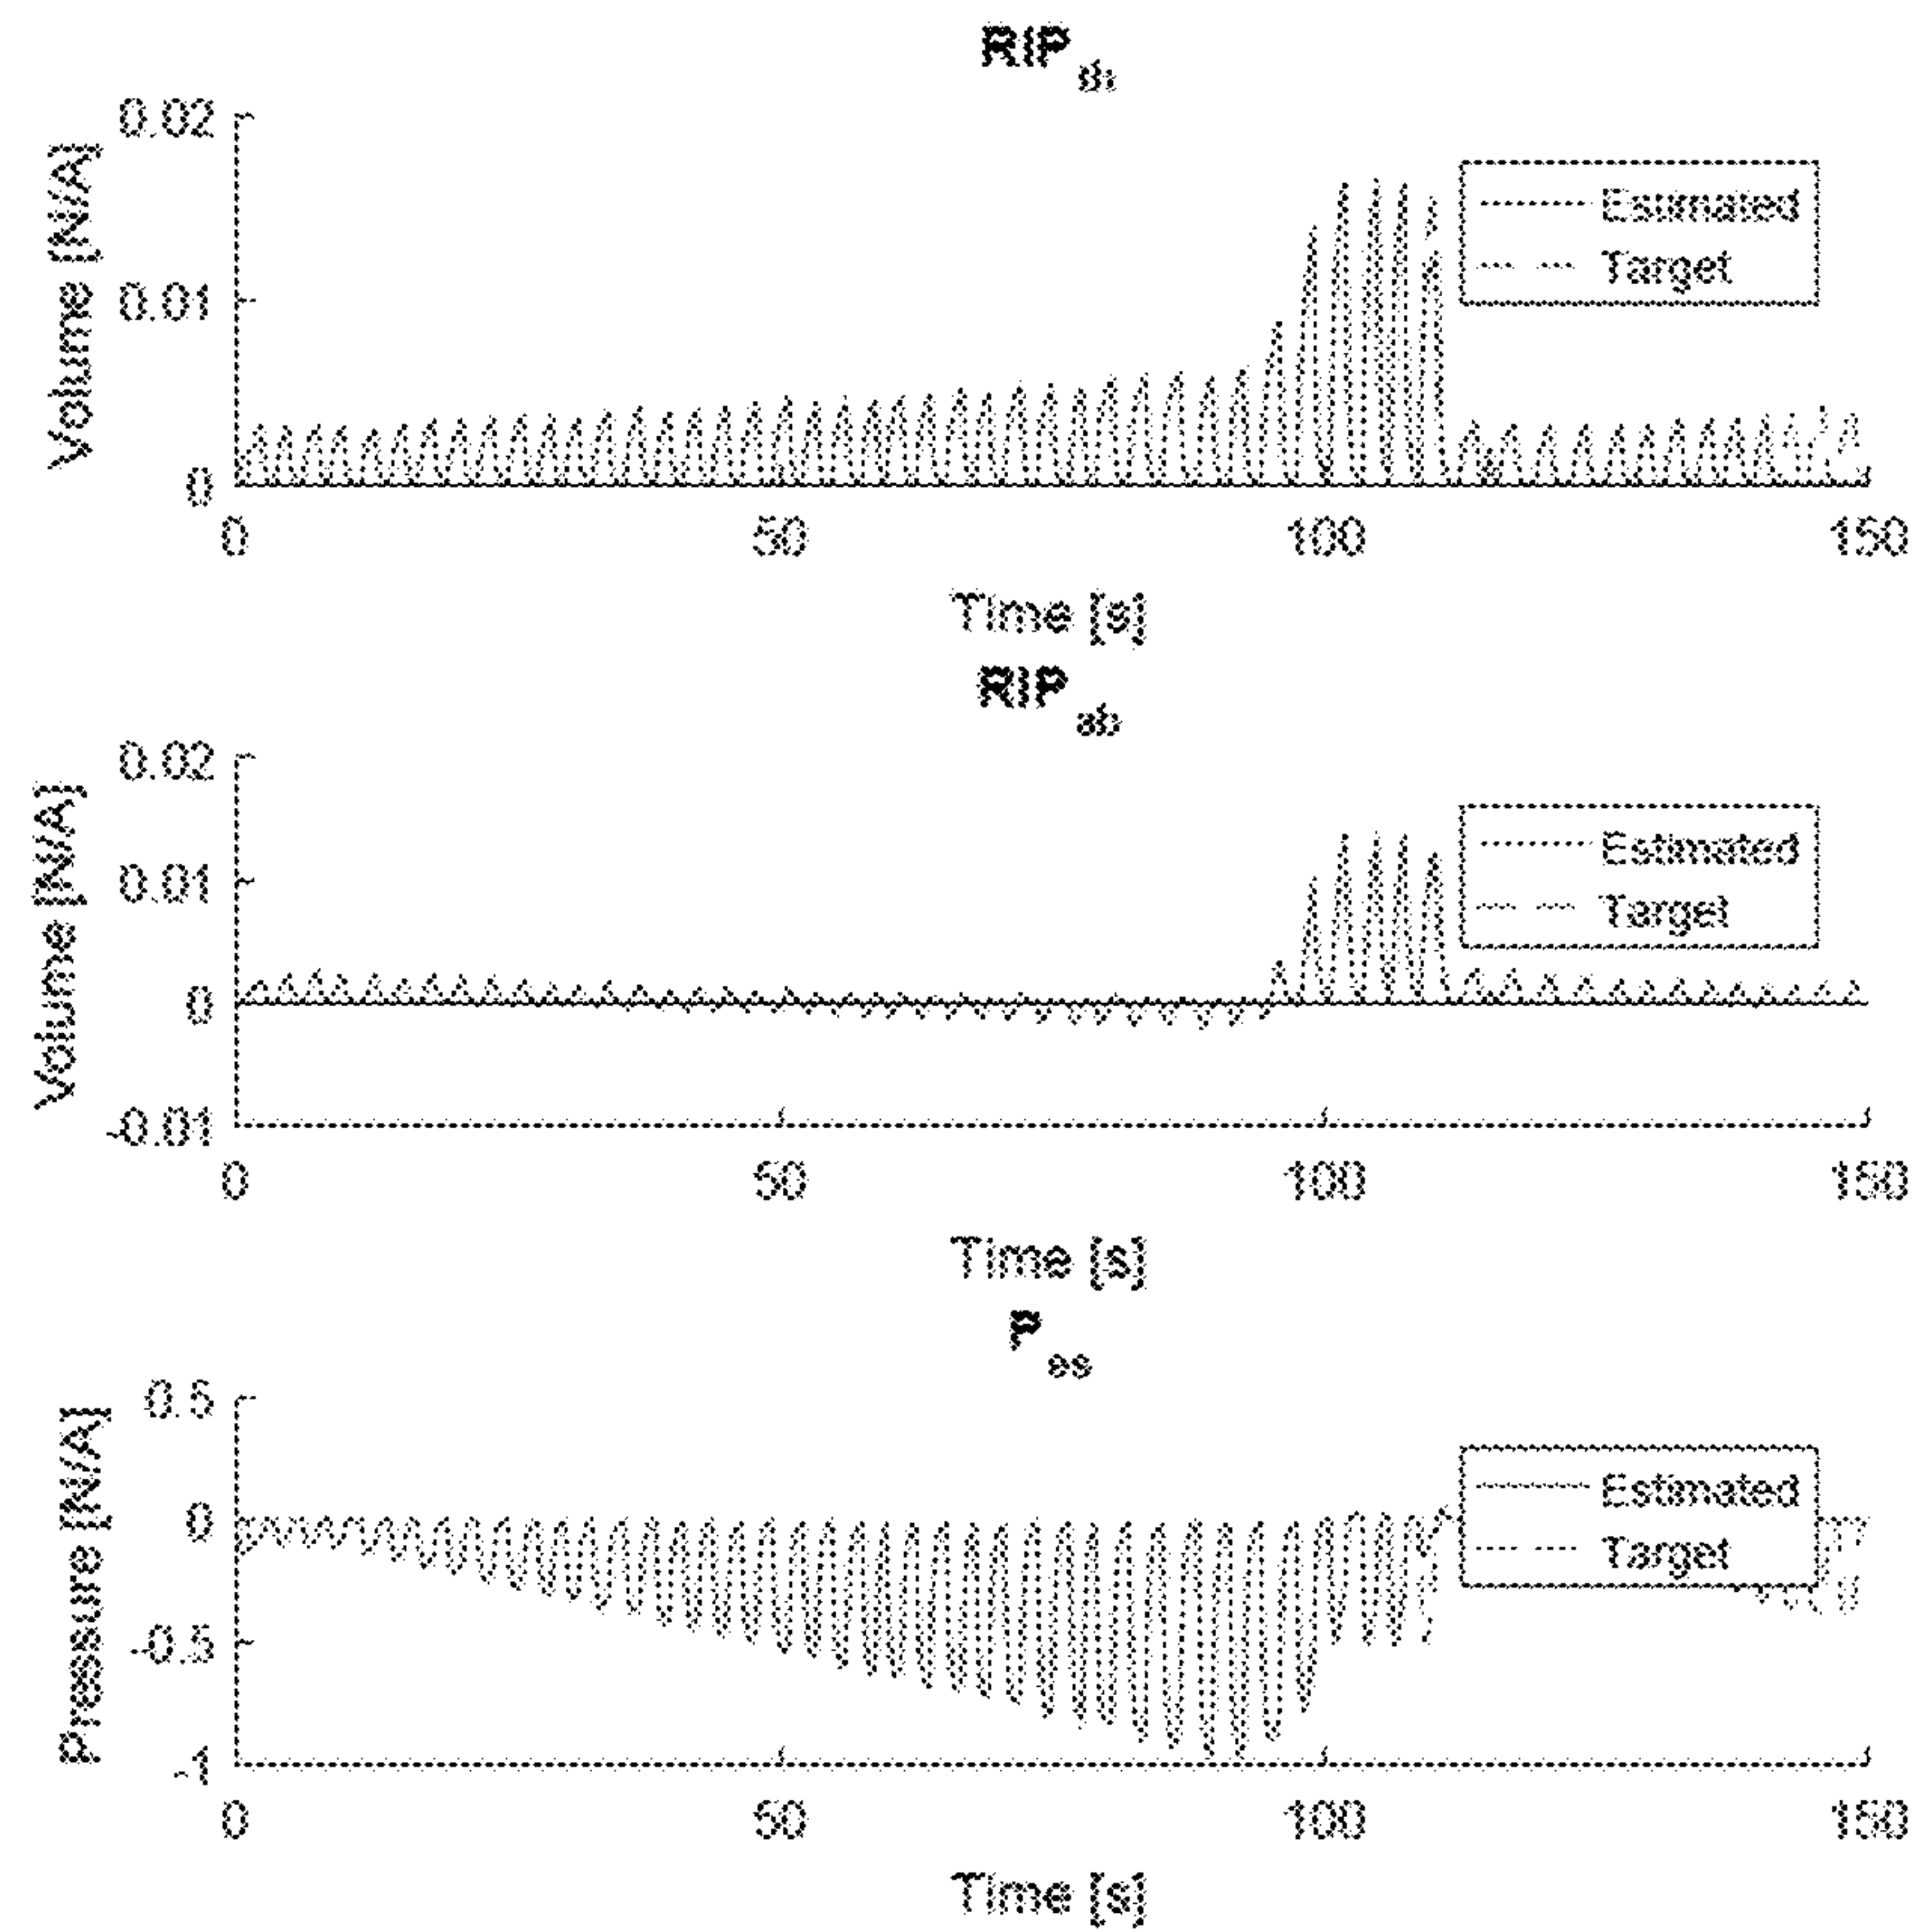 RIP th
0.02
0.01
0
Volume [N/A]
Estimated
Target
0 50 100 150
Time [s]
RIP ab
0.02
0.01
0
-0.01
Volume [N/A]
Estimated
Target
0 50 100 150
Time [s]
P es
0.5
0
-0.5
-1
Pressure [N/A]
Estimated
Target
0 50 100 150
Time [s]